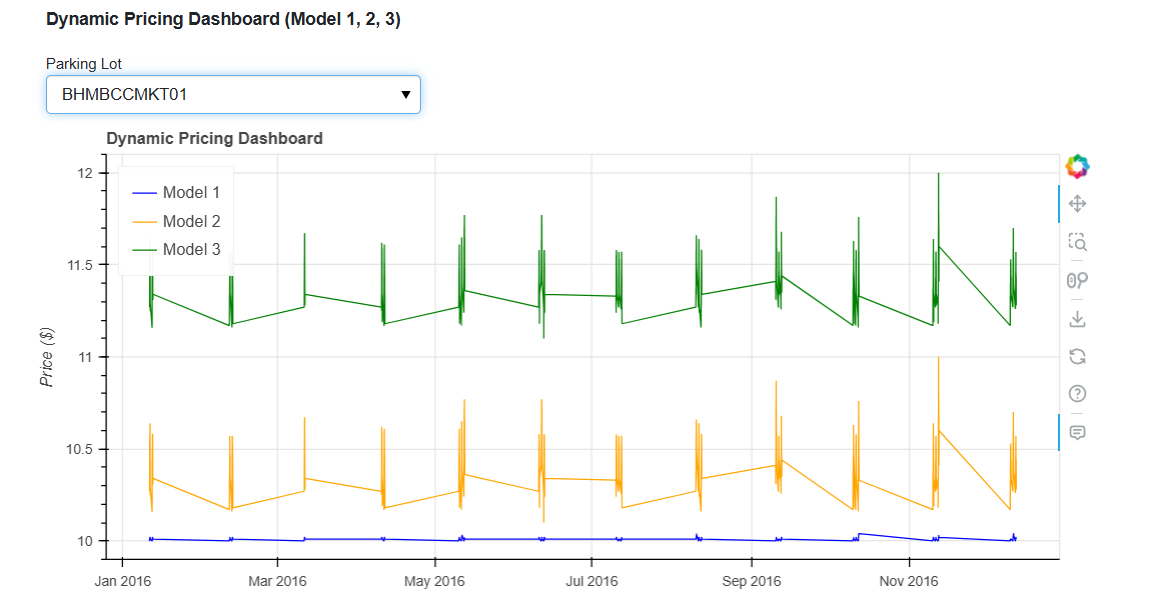 Dynamic Pricing Dashboard (Model 1, 2, 3)
Parking Lot
BHMBCCMKT01
Dynamic Pricing Dashboard
Model 1
Model 2
Model 3
12
11.5
11
10.5
10
Price ($)
Jan 2016 Mar 2016 May 2016 Jul 2016 Sep 2016 Nov 2016